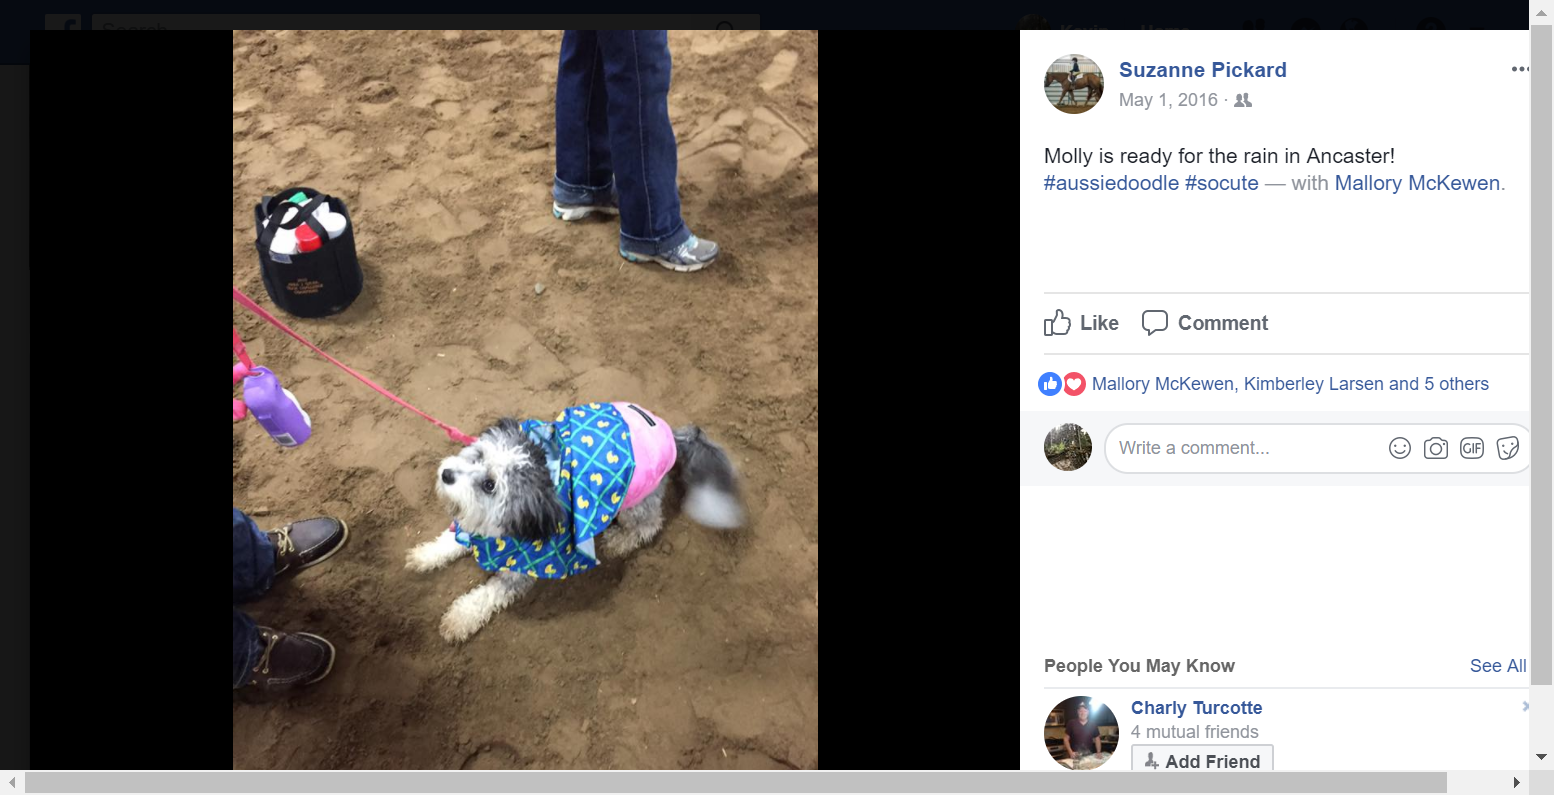 Search
Suzanne Pickard
May 1, 2016 ·
Molly is ready for the rain in Ancaster!
#aussiedoodle #socute — with Mallory McKewen.
Like Comment
Mallory McKewen, Kimberley Larsen and 5 others
Write a comment...
GIF
People You May Know
See All
Charly Turcotte
4 mutual friends
Add Friend